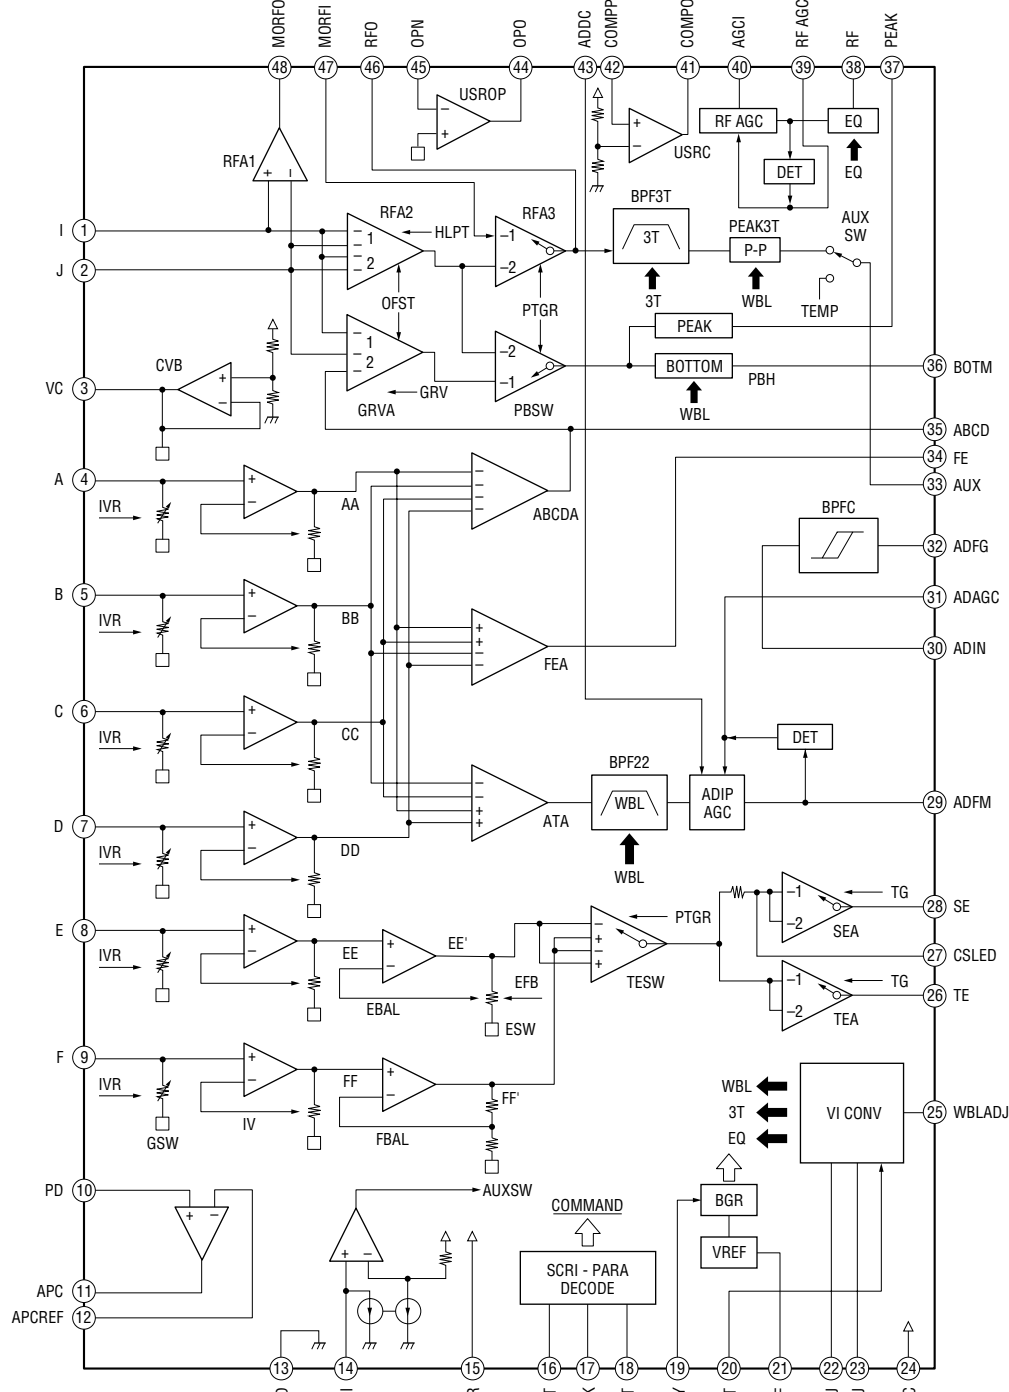 MORFO
MORFI
RFO
OPN
OPO
ADDC
COMPP
COMPO
AGCI
RF AGC
RF
PEAK
48
47
46
45
44
43
42
41
40
39
38
37
USROP
RFA1
USRC
RF AGC
EQ
DET
EQ
I
1
RFA2
HLPT
RFA3
BPF3T
3T
PEAK3T
P-P
AUX
SW
J
2
OFST
PTGR
3T
WBL
TEMP
PEAK
CVB
VC
3
GRVA
GRV
PBSW
BOTTOM
PBH
36
BOTM
WBL
35
ABCD
34
FE
33
AUX
A
4
IVR
AA
ABCDA
BPFC
32
ADFG
B
5
IVR
BB
FEA
31
ADAGC
30
ADIN
C
6
IVR
CC
DET
BPF22
WBL
ADIP
AGC
ATA
29
ADFM
D
7
IVR
DD
WBL
E
8
IVR
EE
EE'
EBAL
EFB
ESW
PTGR
TESW
TG
SEA
28
SE
27
CSLED
TG
TEA
26
TE
F
9
IVR
GSW
IV
FF
FBAL
FF'
WBL
3T
EQ
VI CONV
25
WBLADJ
PD
10
AUXSW
COMMAND
BGR
VREF
SCRI - PARA
DECODE
APC
11
APCREF
12
13
14
15
16
17
18
19
20
21
22
23
24